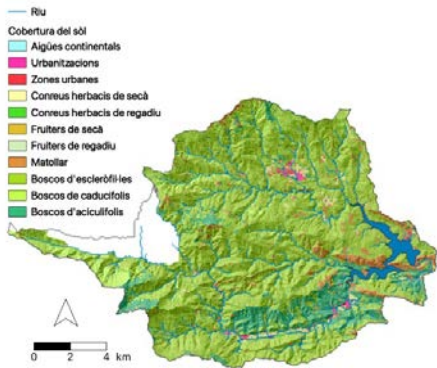 Riu
Cobertura del sòl
Aigües continentals
Urbanitzacions
Zones urbanes
Conreus herbacis de secà
Conreus herbacis de regadiu
Fruiters de secà
Fruiters de regadiu
Matollar
Boscos d'escleròfil·les
Boscos de caducifolis
Boscos d'aciculifolis
0 2 4 km